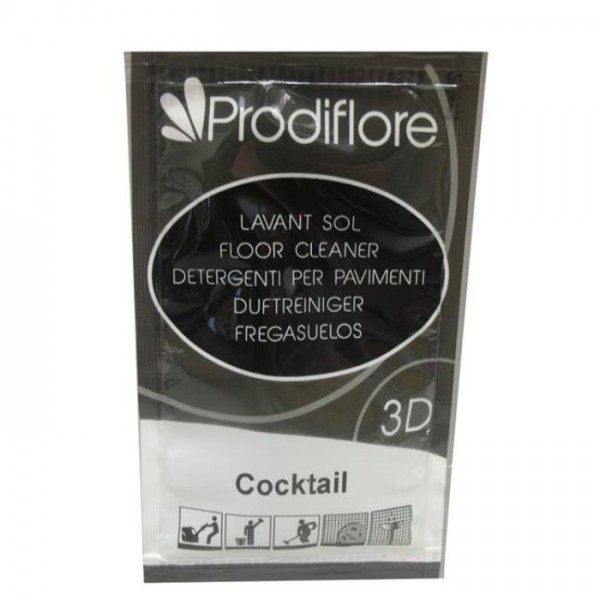 Prodiflore
LAVANT SOL
FLOOR CLEANER
DETERGENTI PER PAVIMENTI
DUFTREINIGER
FREGASUELOS
3D
Cocktail